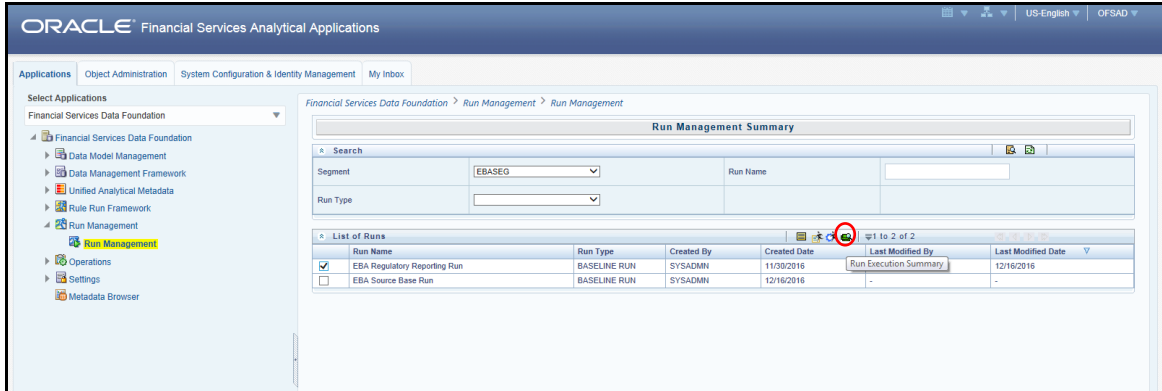 US-English OFSAD
ORACLE® Financial Services Analytical Applications
Applications Object Administration System Configuration & Identity Management My Inbox
Select Applications
Financial Services Data Foundation
Financial Services Data Foundation
Data Model Management
Data Management Framework
Unified Analytical Metadata
Rule Run Framework
Run Management
Run Management
Operations
Settings
Metadata Browser
Financial Services Data Foundation > Run Management > Run Management
Run Management Summary
Search
Segment EBASEG Run Name
Run Type
List of Runs 1 to 2 of 2
Run Name Run Type Created By Created Date Last Modified By Last Modified Date
EBA Regulatory Reporting Run BASELINE RUN SYSADMN 11/30/2016 Run Execution Summary 12/16/2016
EBA Source Base Run BASELINE RUN SYSADMN 12/16/2016 - -